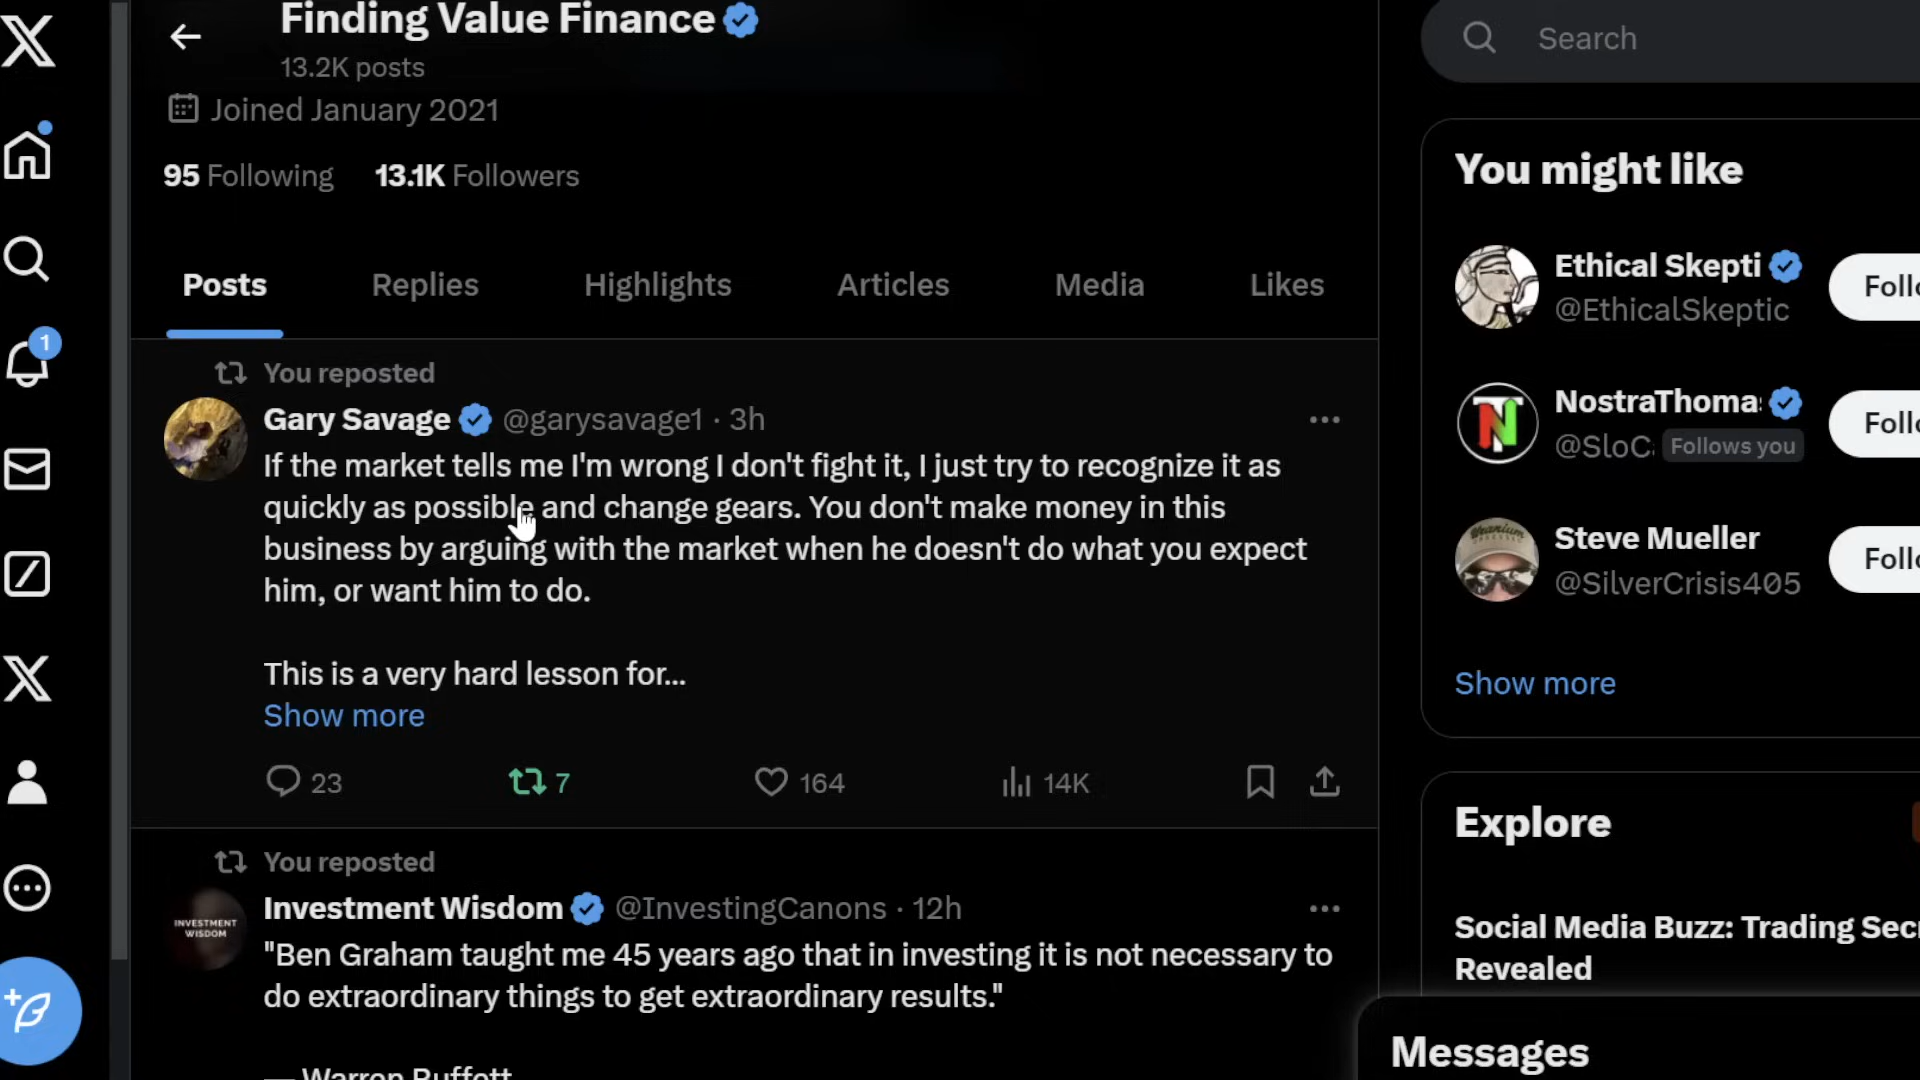 Finding Value Finance
13.2K posts
Joined January 2021
95 Following 13.1K Followers
Posts Replies Highlights Articles Media Likes
You reposted
Gary Savage @garysavage1 · 3h
If the market tells me I'm wrong I don't fight it, I just try to recognize it as
quickly as possible and change gears. You don't make money in this
business by arguing with the market when he doesn't do what you expect
him, or want him to do.
This is a very hard lesson for...
Show more
23 7 164 14K
You reposted
INVESTMENT
WISDOM
Investment Wisdom @InvestingCanons · 12h
"Ben Graham taught me 45 years ago that in investing it is not necessary to
do extraordinary things to get extraordinary results."
— Warren Buffett
1
Search
You might like
Ethical Skepti
@EthicalSkeptic
Follo
NostraThoma
@SloC Follows you
Follo
Steve Mueller
@SilverCrisis405
Follo
Show more
Explore
Social Media Buzz: Trading Sec
Revealed
Messages